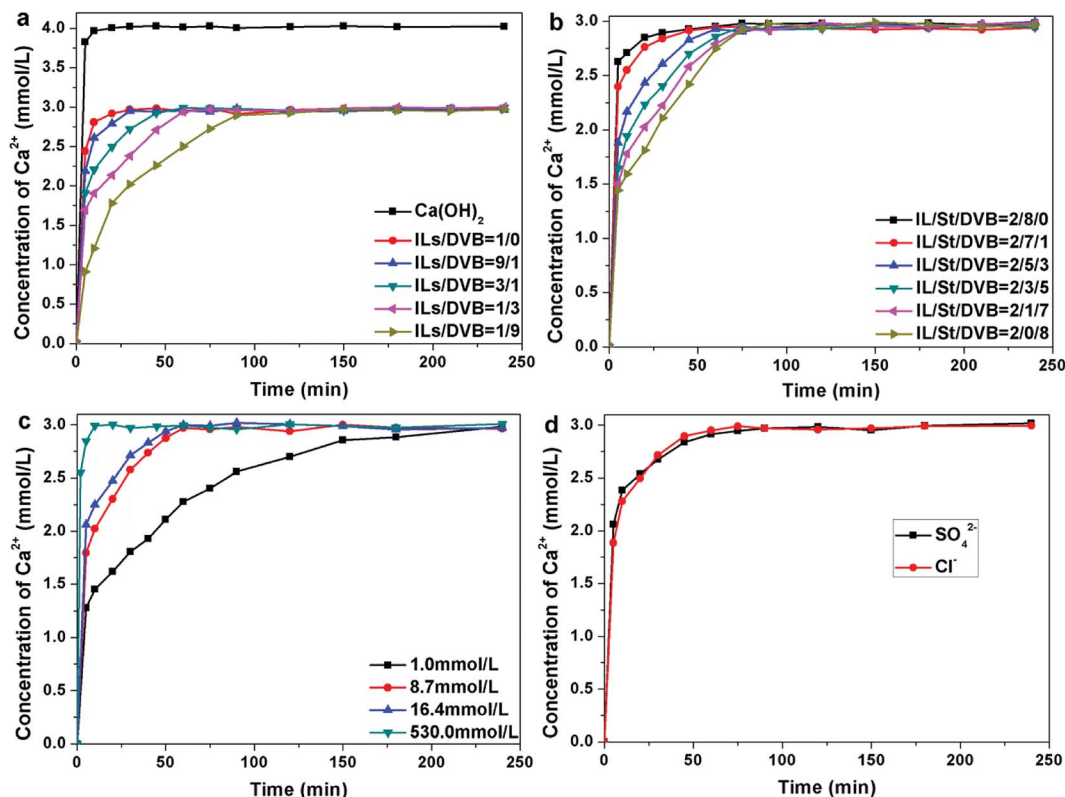 a
Concentration of Ca²⁺ (mmol/L)
4.0
3.5
3.0
2.5
2.0
1.5
1.0
0.5
0.0
Ca(OH)₂
ILs/DVB=1/0
ILs/DVB=9/1
ILs/DVB=3/1
ILs/DVB=1/3
ILs/DVB=1/9
0 50 100 150 200 250
Time (min)
b
Concentration of Ca²⁺ (mmol/L)
3.0
2.5
2.0
1.5
1.0
0.5
0.0
IL/St/DVB=2/8/0
IL/St/DVB=2/7/1
IL/St/DVB=2/5/3
IL/St/DVB=2/3/5
IL/St/DVB=2/1/7
IL/St/DVB=2/0/8
0 50 100 150 200 250
Time (min)
c
Concentration of Ca²⁺ (mmol/L)
3.0
2.5
2.0
1.5
1.0
0.5
0.0
1.0mmol/L
8.7mmol/L
16.4mmol/L
530.0mmol/L
0 50 100 150 200 250
Time (min)
d
Concentration of Ca²⁺ (mmol/L)
3.0
2.5
2.0
1.5
1.0
0.5
0.0
SO₄²⁻
Cl⁻
0 50 100 150 200 250
Time (min)